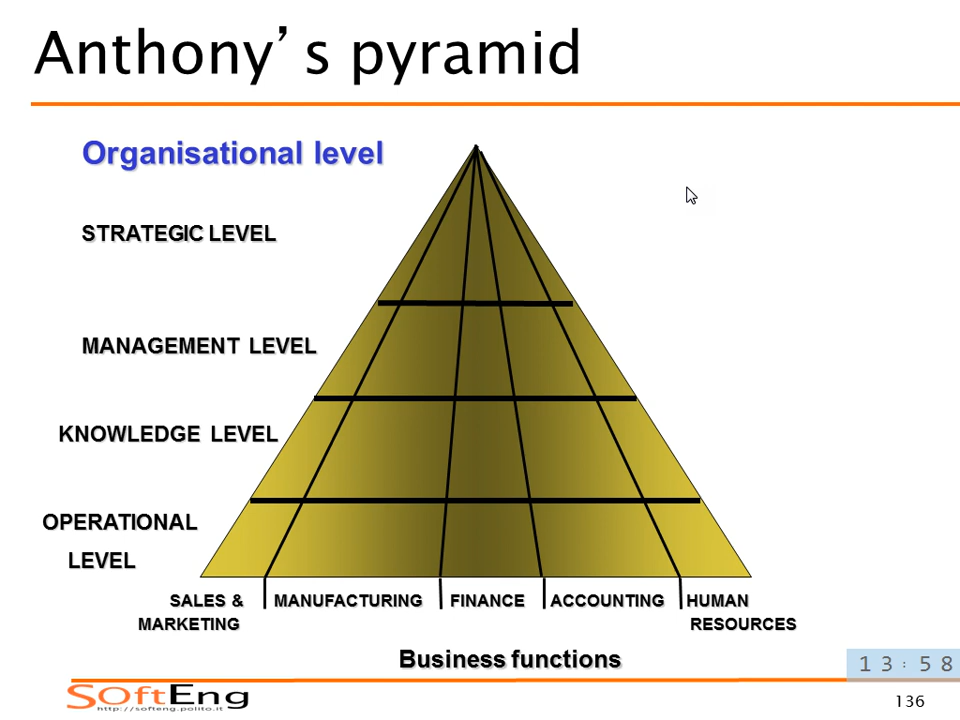 Anthony’s pyramid
Organisational level
STRATEGIC LEVEL
MANAGEMENT LEVEL
KNOWLEDGE LEVEL
OPERATIONAL
LEVEL
SALES & MANUFACTURING FINANCE ACCOUNTING HUMAN
MARKETING RESOURCES
Business functions
13:58
SoftEng
http://softeng.polito.it
136